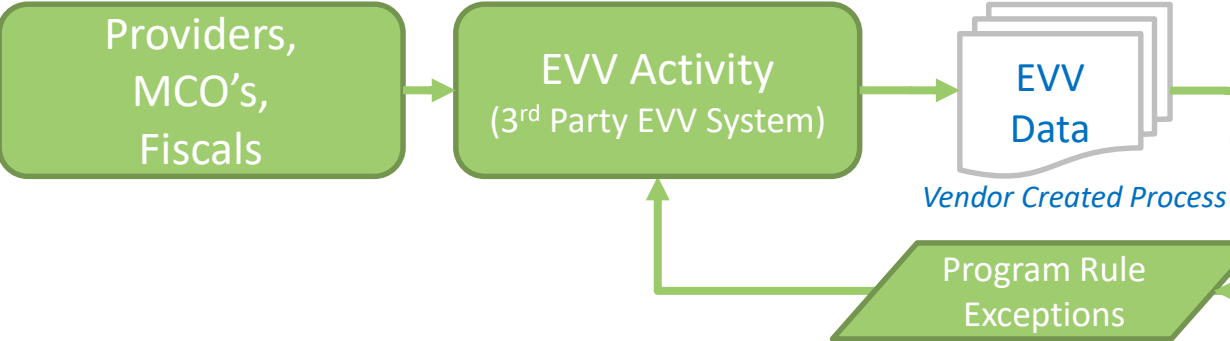 Providers,
MCO's,
Fiscals
EVV Activity
(3rd Party EVV System)
EVV
Data
Vendor Created Process
Program Rule
Exceptions